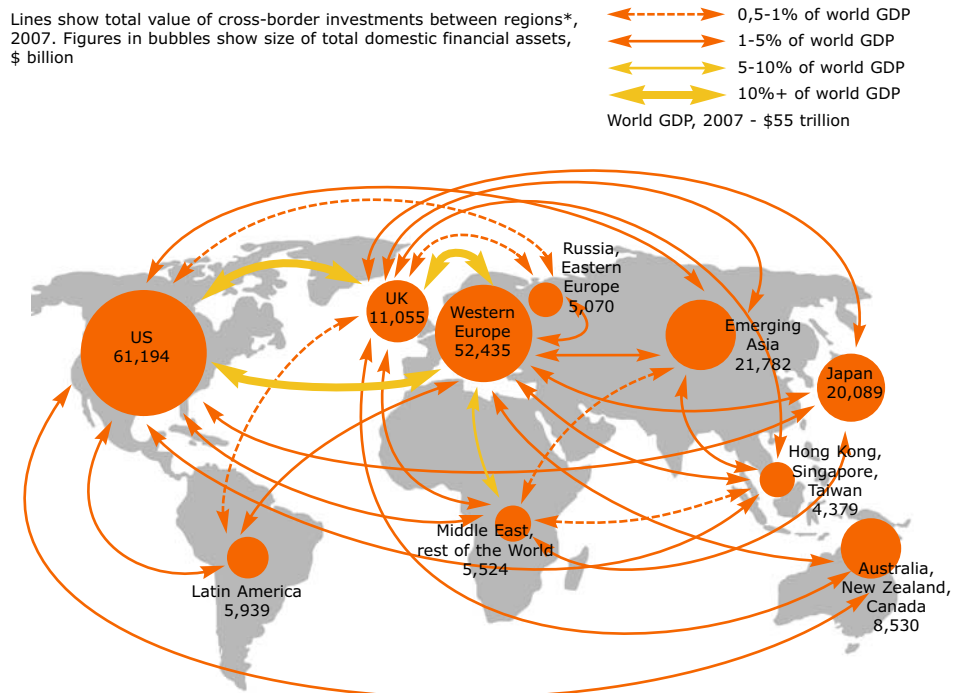 Lines show total value of cross-border investments between regions*,
2007. Figures in bubbles show size of total domestic financial assets,
$ billion
0,5-1% of world GDP
1-5% of world GDP
5-10% of world GDP
10%+ of world GDP
World GDP, 2007 - $55 trillion
US
61,194
UK
11,055
Western
Europe
52,435
Russia,
Eastern
Europe
5,070
Emerging
Asia
21,782
Japan
20,089
Hong Kong,
Singapore,
Taiwan
4,379
Middle East,
rest of the World
5,524
Latin America
5,939
Australia,
New Zealand,
Canada
8,530